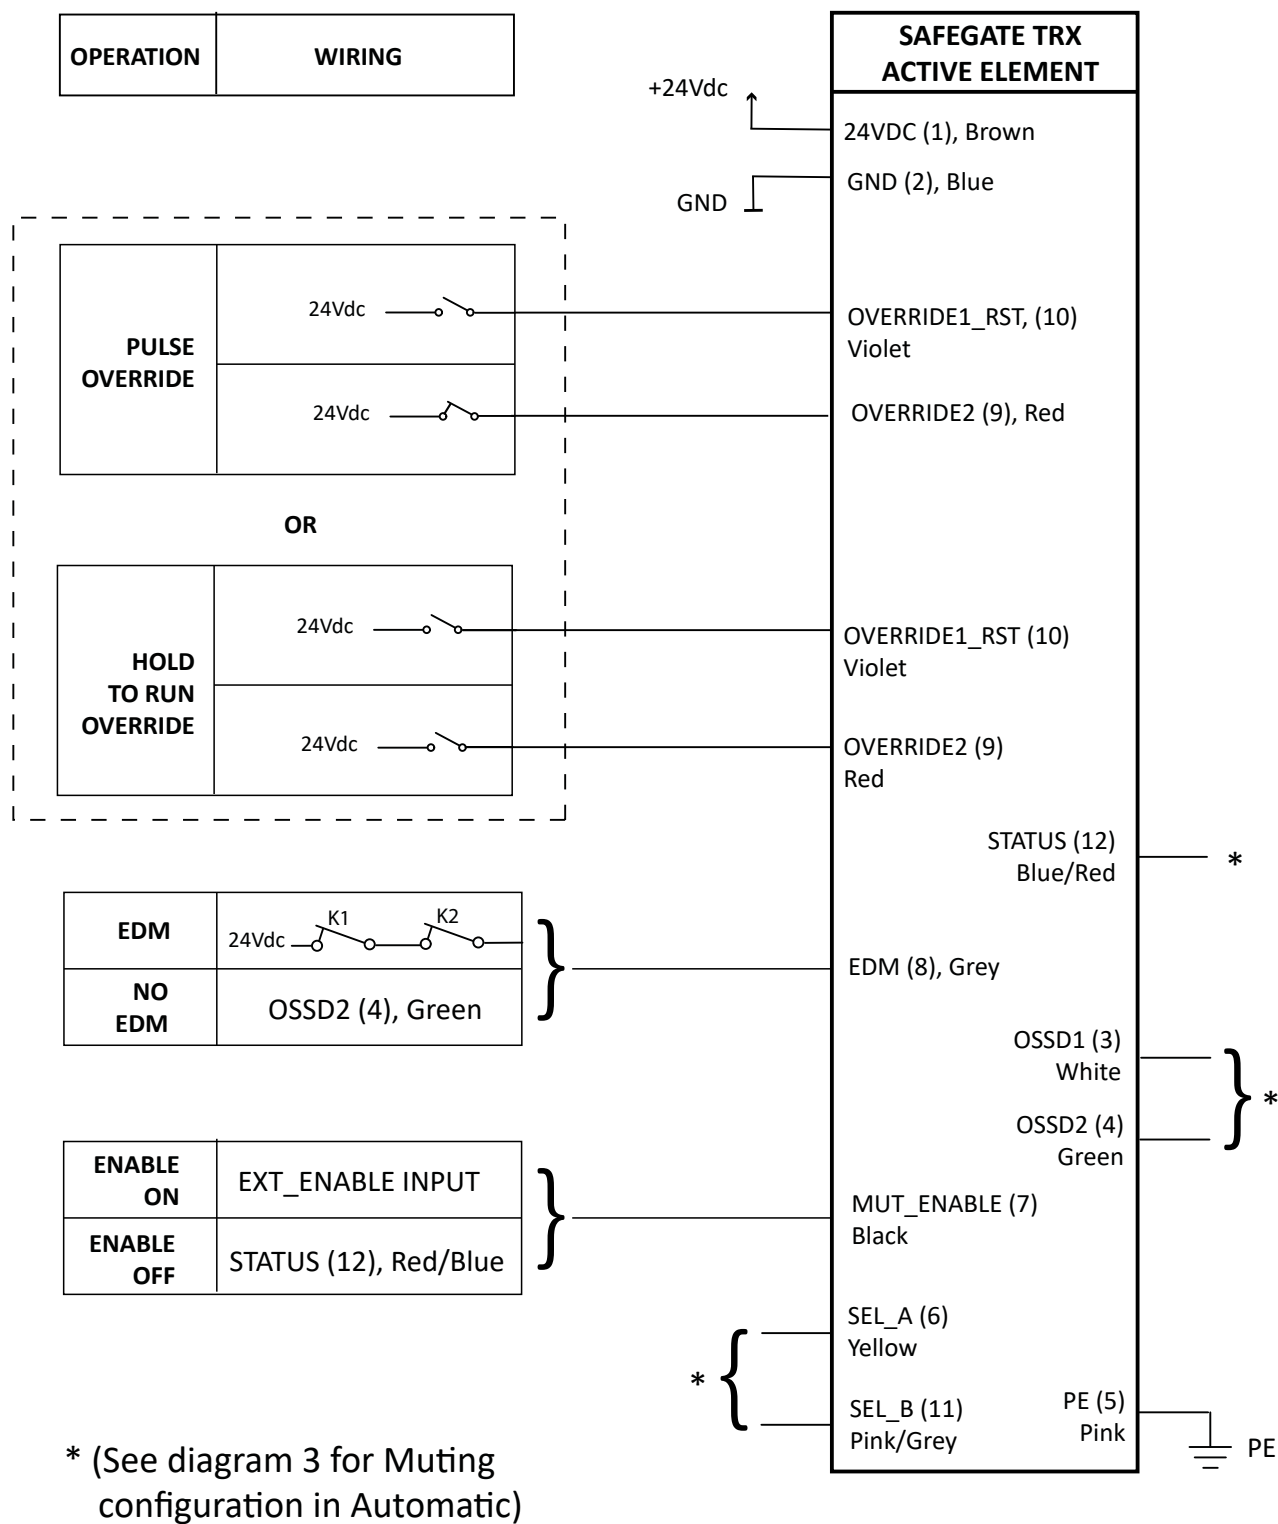 OPERATION
WIRING
SAFEGATE TRX
ACTIVE ELEMENT
+24Vdc
24VDC (1), Brown
GND
GND (2), Blue
PULSE
OVERRIDE
24Vdc
OVERRIDE1_RST, (10)
Violet
24Vdc
OVERRIDE2 (9), Red
OR
HOLD
TO RUN
OVERRIDE
24Vdc
OVERRIDE1_RST (10)
Violet
24Vdc
OVERRIDE2 (9)
Red
STATUS (12)
Blue/Red
*
EDM
24Vdc
K1
K2
NO
EDM
OSSD2 (4), Green
EDM (8), Grey
OSSD1 (3)
White
OSSD2 (4)
Green
*
ENABLE
ON
EXT_ENABLE INPUT
ENABLE
OFF
STATUS (12), Red/Blue
MUT_ENABLE (7)
Black
SEL_A (6)
Yellow
*
SEL_B (11)
Pink/Grey
PE (5)
Pink
PE
* (See diagram 3 for Muting
configuration in Automatic)